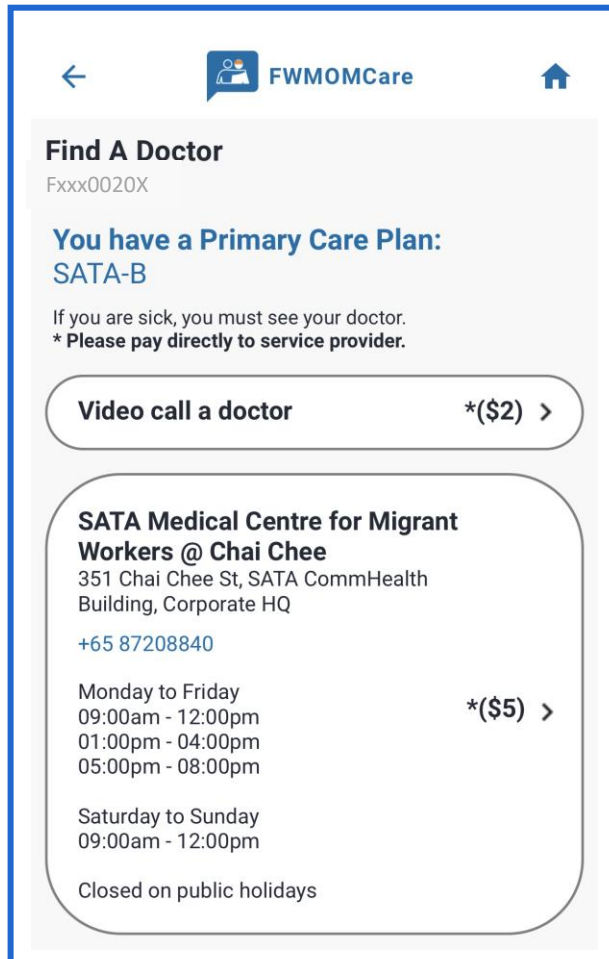 FWMOMCare
Find A Doctor
Fxxx0020X
You have a Primary Care Plan:
SATA-B
If you are sick, you must see your doctor.
* Please pay directly to service provider.
Video call a doctor *($2) >
SATA Medical Centre for Migrant
Workers @ Chai Chee
351 Chai Chee St, SATA CommHealth
Building, Corporate HQ
+65 87208840
Monday to Friday
09:00am - 12:00pm *($5) >
01:00pm - 04:00pm
05:00pm - 08:00pm
Saturday to Sunday
09:00am - 12:00pm
Closed on public holidays